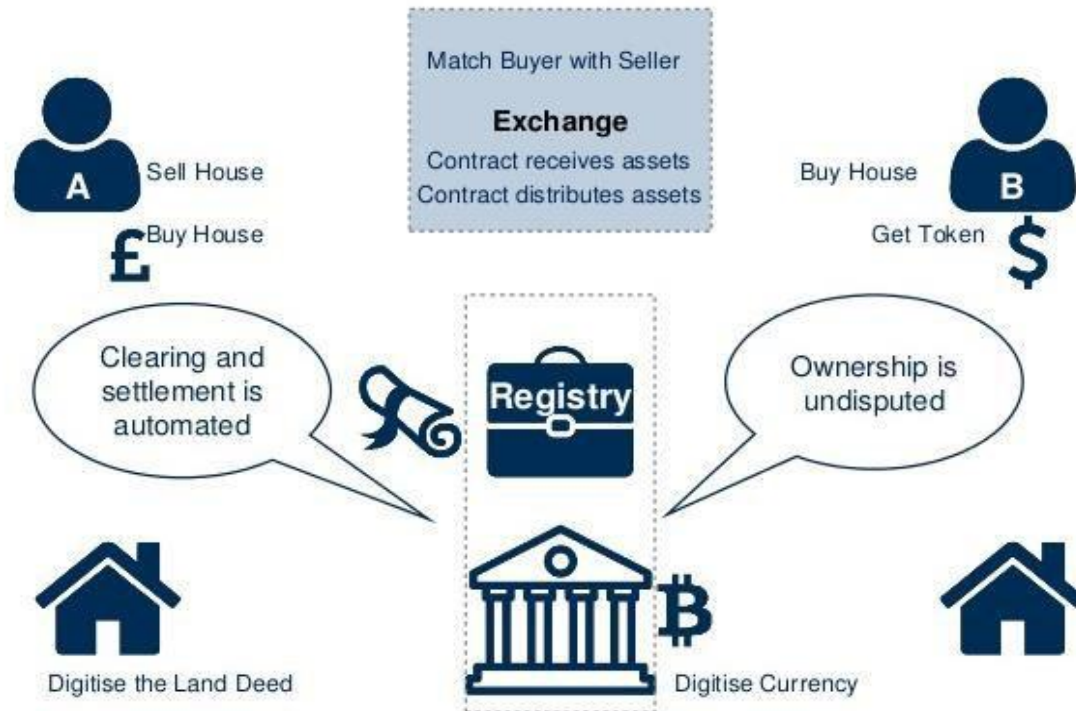 Match Buyer with Seller
Exchange
Contract receives assets
Contract distributes assets
A
Sell House
£
Buy House
Buy House
B
Get Token
$
Clearing and
settlement is
automated
Registry
Ownership is
undisputed
Digitise the Land Deed
₿
Digitise Currency